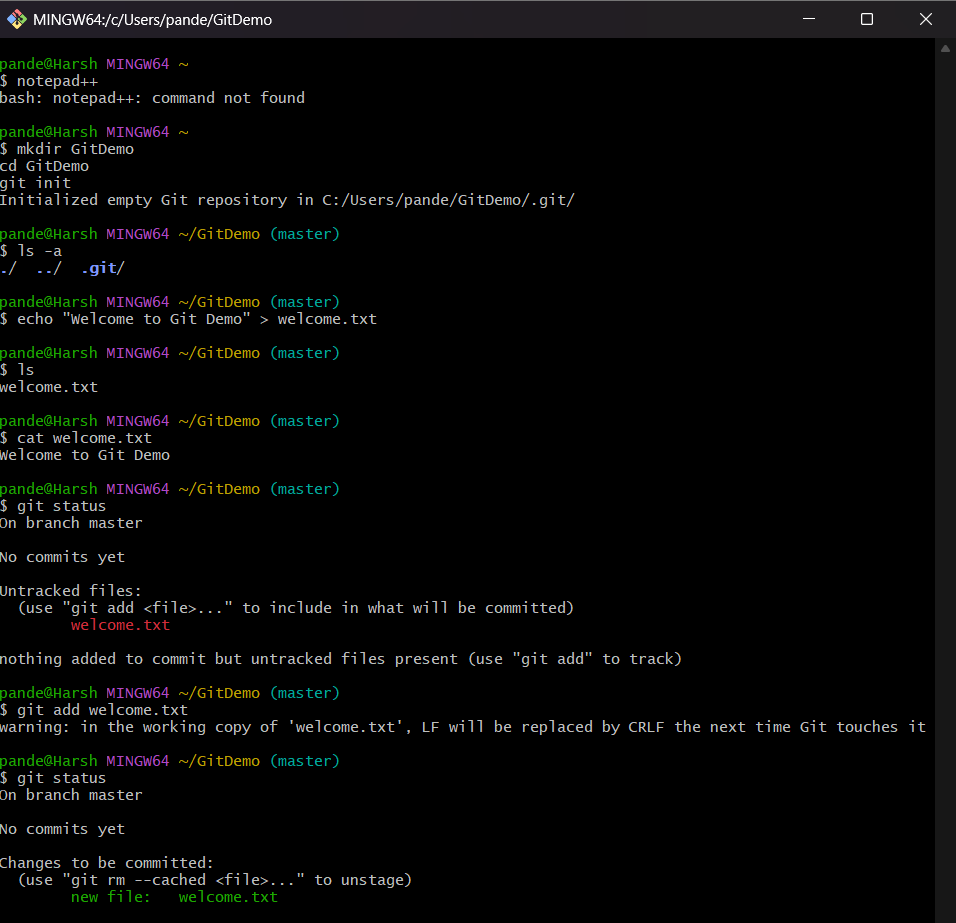 MINGW64:/c/Users/pande/GitDemo
pande@Harsh MINGW64 ~
$ notepad++
bash: notepad++: command not found
pande@Harsh MINGW64 ~
$ mkdir GitDemo
cd GitDemo
git init
Initialized empty Git repository in C:/Users/pande/GitDemo/.git/
pande@Harsh MINGW64 ~/GitDemo (master)
$ ls -a
./  ../  .git/
pande@Harsh MINGW64 ~/GitDemo (master)
$ echo "Welcome to Git Demo" > welcome.txt
pande@Harsh MINGW64 ~/GitDemo (master)
$ ls
welcome.txt
pande@Harsh MINGW64 ~/GitDemo (master)
$ cat welcome.txt
Welcome to Git Demo
pande@Harsh MINGW64 ~/GitDemo (master)
$ git status
On branch master
No commits yet
Untracked files:
  (use "git add <file>..." to include in what will be committed)
        welcome.txt
nothing added to commit but untracked files present (use "git add" to track)
pande@Harsh MINGW64 ~/GitDemo (master)
$ git add welcome.txt
warning: in the working copy of 'welcome.txt', LF will be replaced by CRLF the next time Git touches it
pande@Harsh MINGW64 ~/GitDemo (master)
$ git status
On branch master
No commits yet
Changes to be committed:
  (use "git rm --cached <file>..." to unstage)
        new file:   welcome.txt